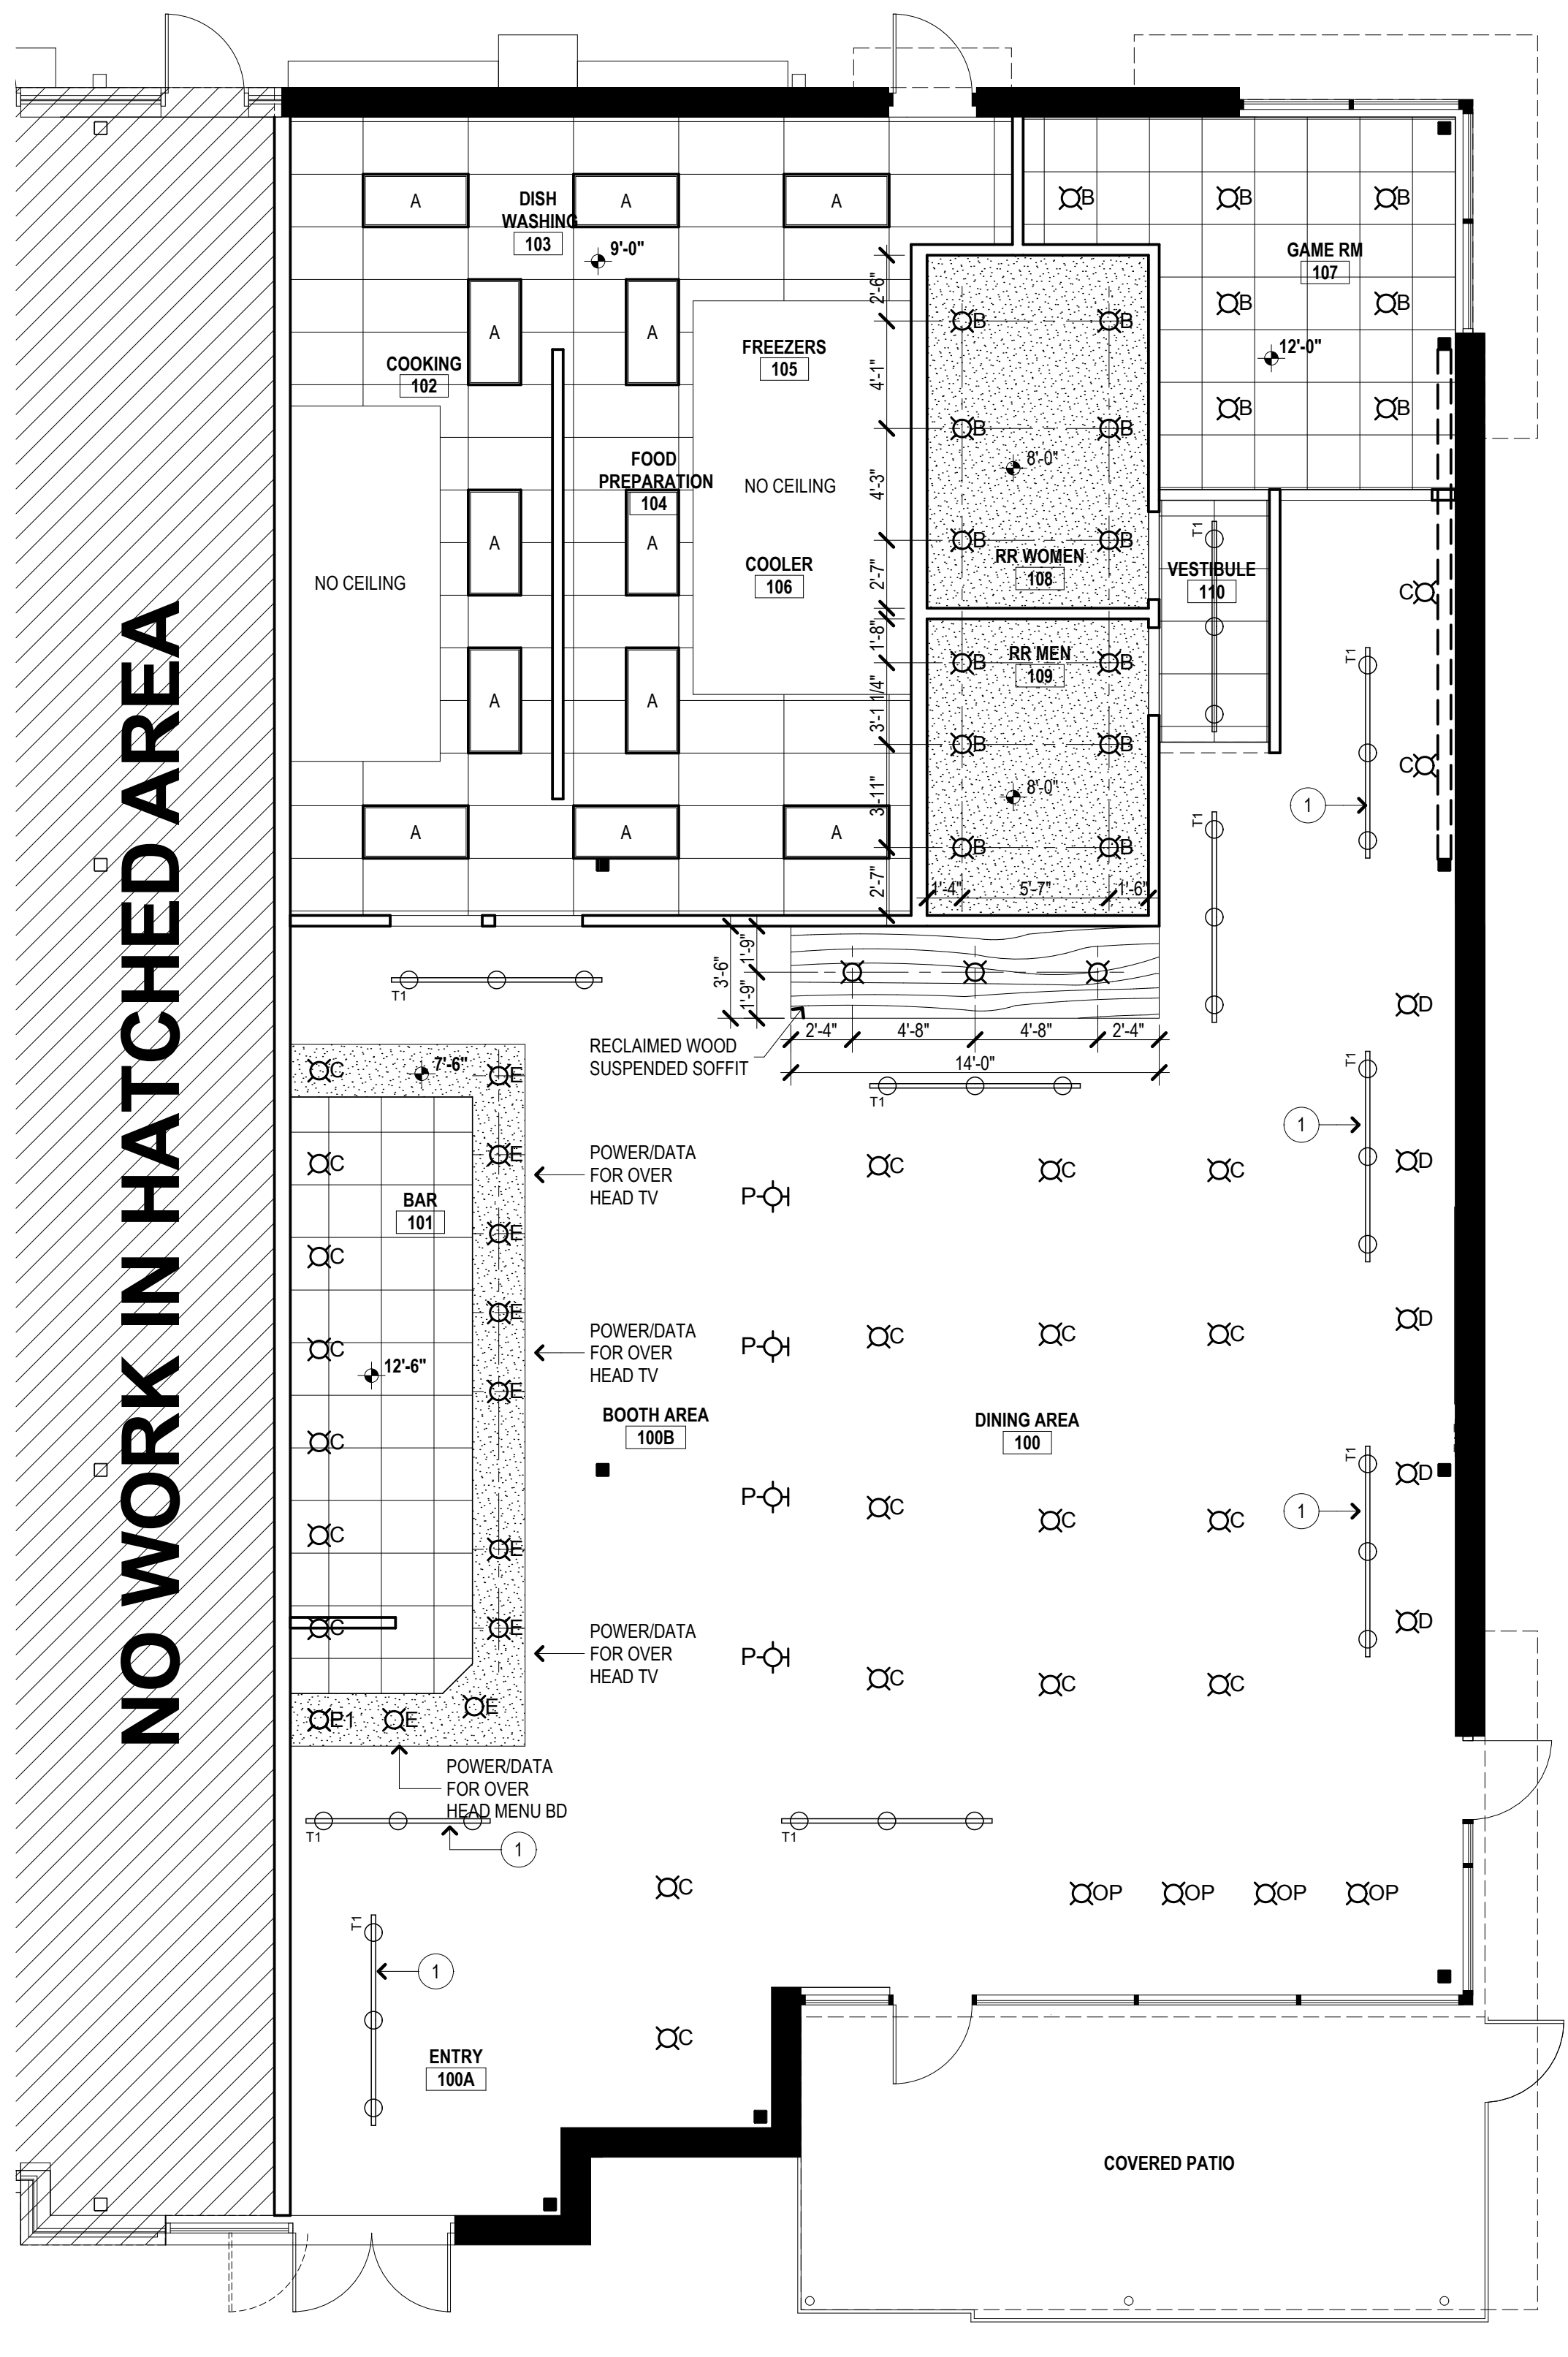 A
DISH
WASHING
103
A
A
9'-0"
B
B
B
GAME RM
107
B
B
12'-0"
B
B
COOKING
102
A
A
FREEZERS
105
NO CEILING
COOLER
106
FOOD
PREPARATION
104
NO CEILING
A
A
A
A
A
A
A
2'-6"
4'-1"
4'-3"
2'-7"
1'-8"
3'-1 1/4"
3'-11"
2'-7"
B
B
B
B
8'-0"
B
B
RR WOMEN
108
B
B
RR MEN
109
B
B
8'-0"
B
B
1'-4"
5'-7"
1'-6"
T1
VESTIBULE
110
C
C
T1
1
T1
NO WORK IN HATCHED AREA
T1
3'-6"
1'-9"
1'-9"
RECLAIMED WOOD
SUSPENDED SOFFIT
2'-4"
4'-8"
4'-8"
2'-4"
14'-0"
T1
D
T1
1
D
D
T1
1
D
D
C
7'-6"
E
C
E
BAR
101
C
E
C
E
12'-6"
E
C
C
E
C
E
E1
E
E
POWER/DATA
FOR OVER
HEAD TV
POWER/DATA
FOR OVER
HEAD TV
POWER/DATA
FOR OVER
HEAD TV
BOOTH AREA
100B
DINING AREA
100
P
P
P
P
C
C
C
C
C
C
C
C
C
C
C
C
POWER/DATA
FOR OVER
HEAD MENU BD
T1
1
T1
C
OP
OP
OP
OP
T1
1
C
ENTRY
100A
COVERED PATIO